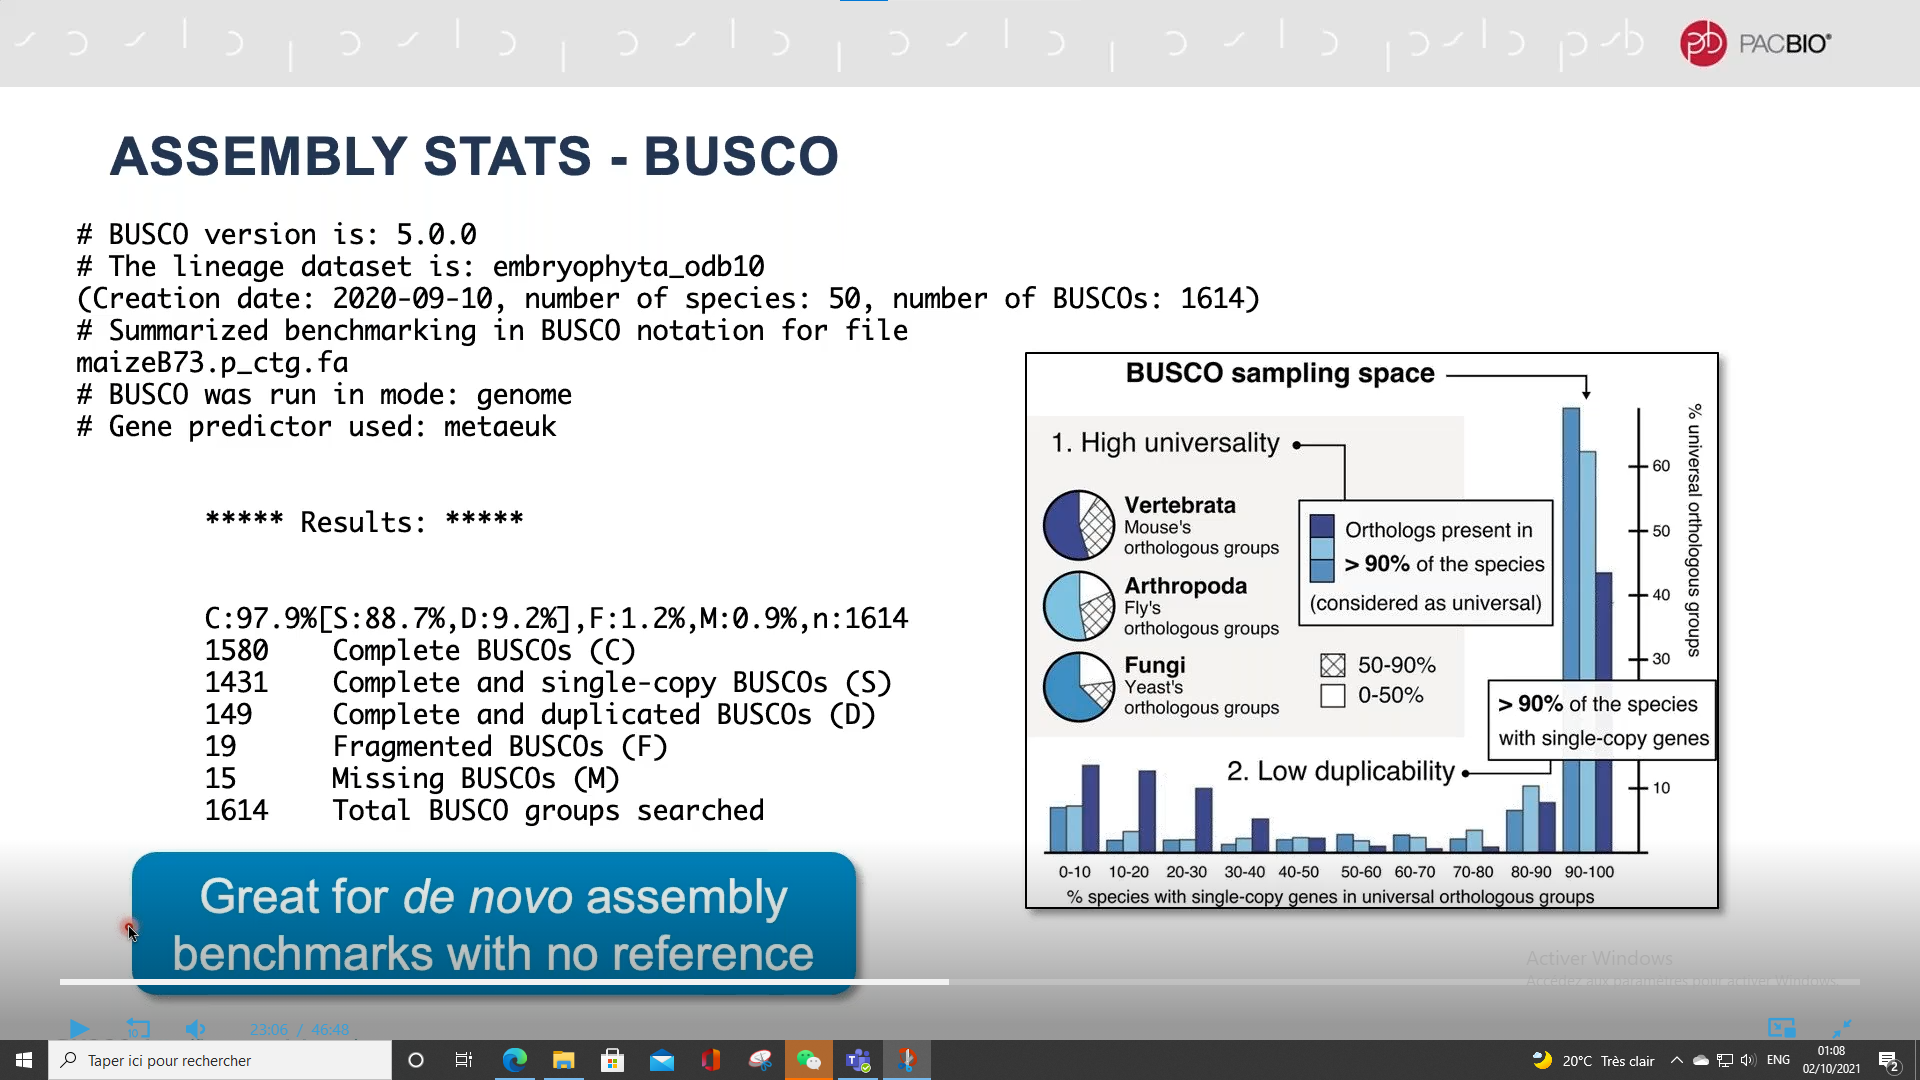 PACBIO®
ASSEMBLY STATS - BUSCO
# BUSCO version is: 5.0.0
# The lineage dataset is: embryophyta_odb10
(Creation date: 2020-09-10, number of species: 50, number of BUSCOs: 1614)
# Summarized benchmarking in BUSCO notation for file
maizeB73.p_ctg.fa
# BUSCO was run in mode: genome
# Gene predictor used: metaeuk
***** Results: *****
C:97.9%[S:88.7%,D:9.2%],F:1.2%,M:0.9%,n:1614
1580 Complete BUSCOs (C)
1431 Complete and single-copy BUSCOs (S)
149 Complete and duplicated BUSCOs (D)
19 Fragmented BUSCOs (F)
15 Missing BUSCOs (M)
1614 Total BUSCO groups searched
Great for de novo assembly
benchmarks with no reference
BUSCO sampling space
1. High universality
Vertebrata
Mouse's
orthologous groups
Arthropoda
Fly's
orthologous groups
Fungi
Yeast's
orthologous groups
Orthologs present in
> 90% of the species
(considered as universal)
50-90%
0-50%
> 90% of the species
with single-copy genes
2. Low duplicability
60
50
40
30
10
% universal orthologous groups
0-10 10-20 20-30 30-40 40-50 50-60 60-70 70-80 80-90 90-100
% species with single-copy genes in universal orthologous groups
Activer Windows
Accédez aux paramètres pour activer Windows.
10
23:06 / 46:48
Taper ici pour rechercher
20°C Très clair
ENG
01:08
02/10/2021
2